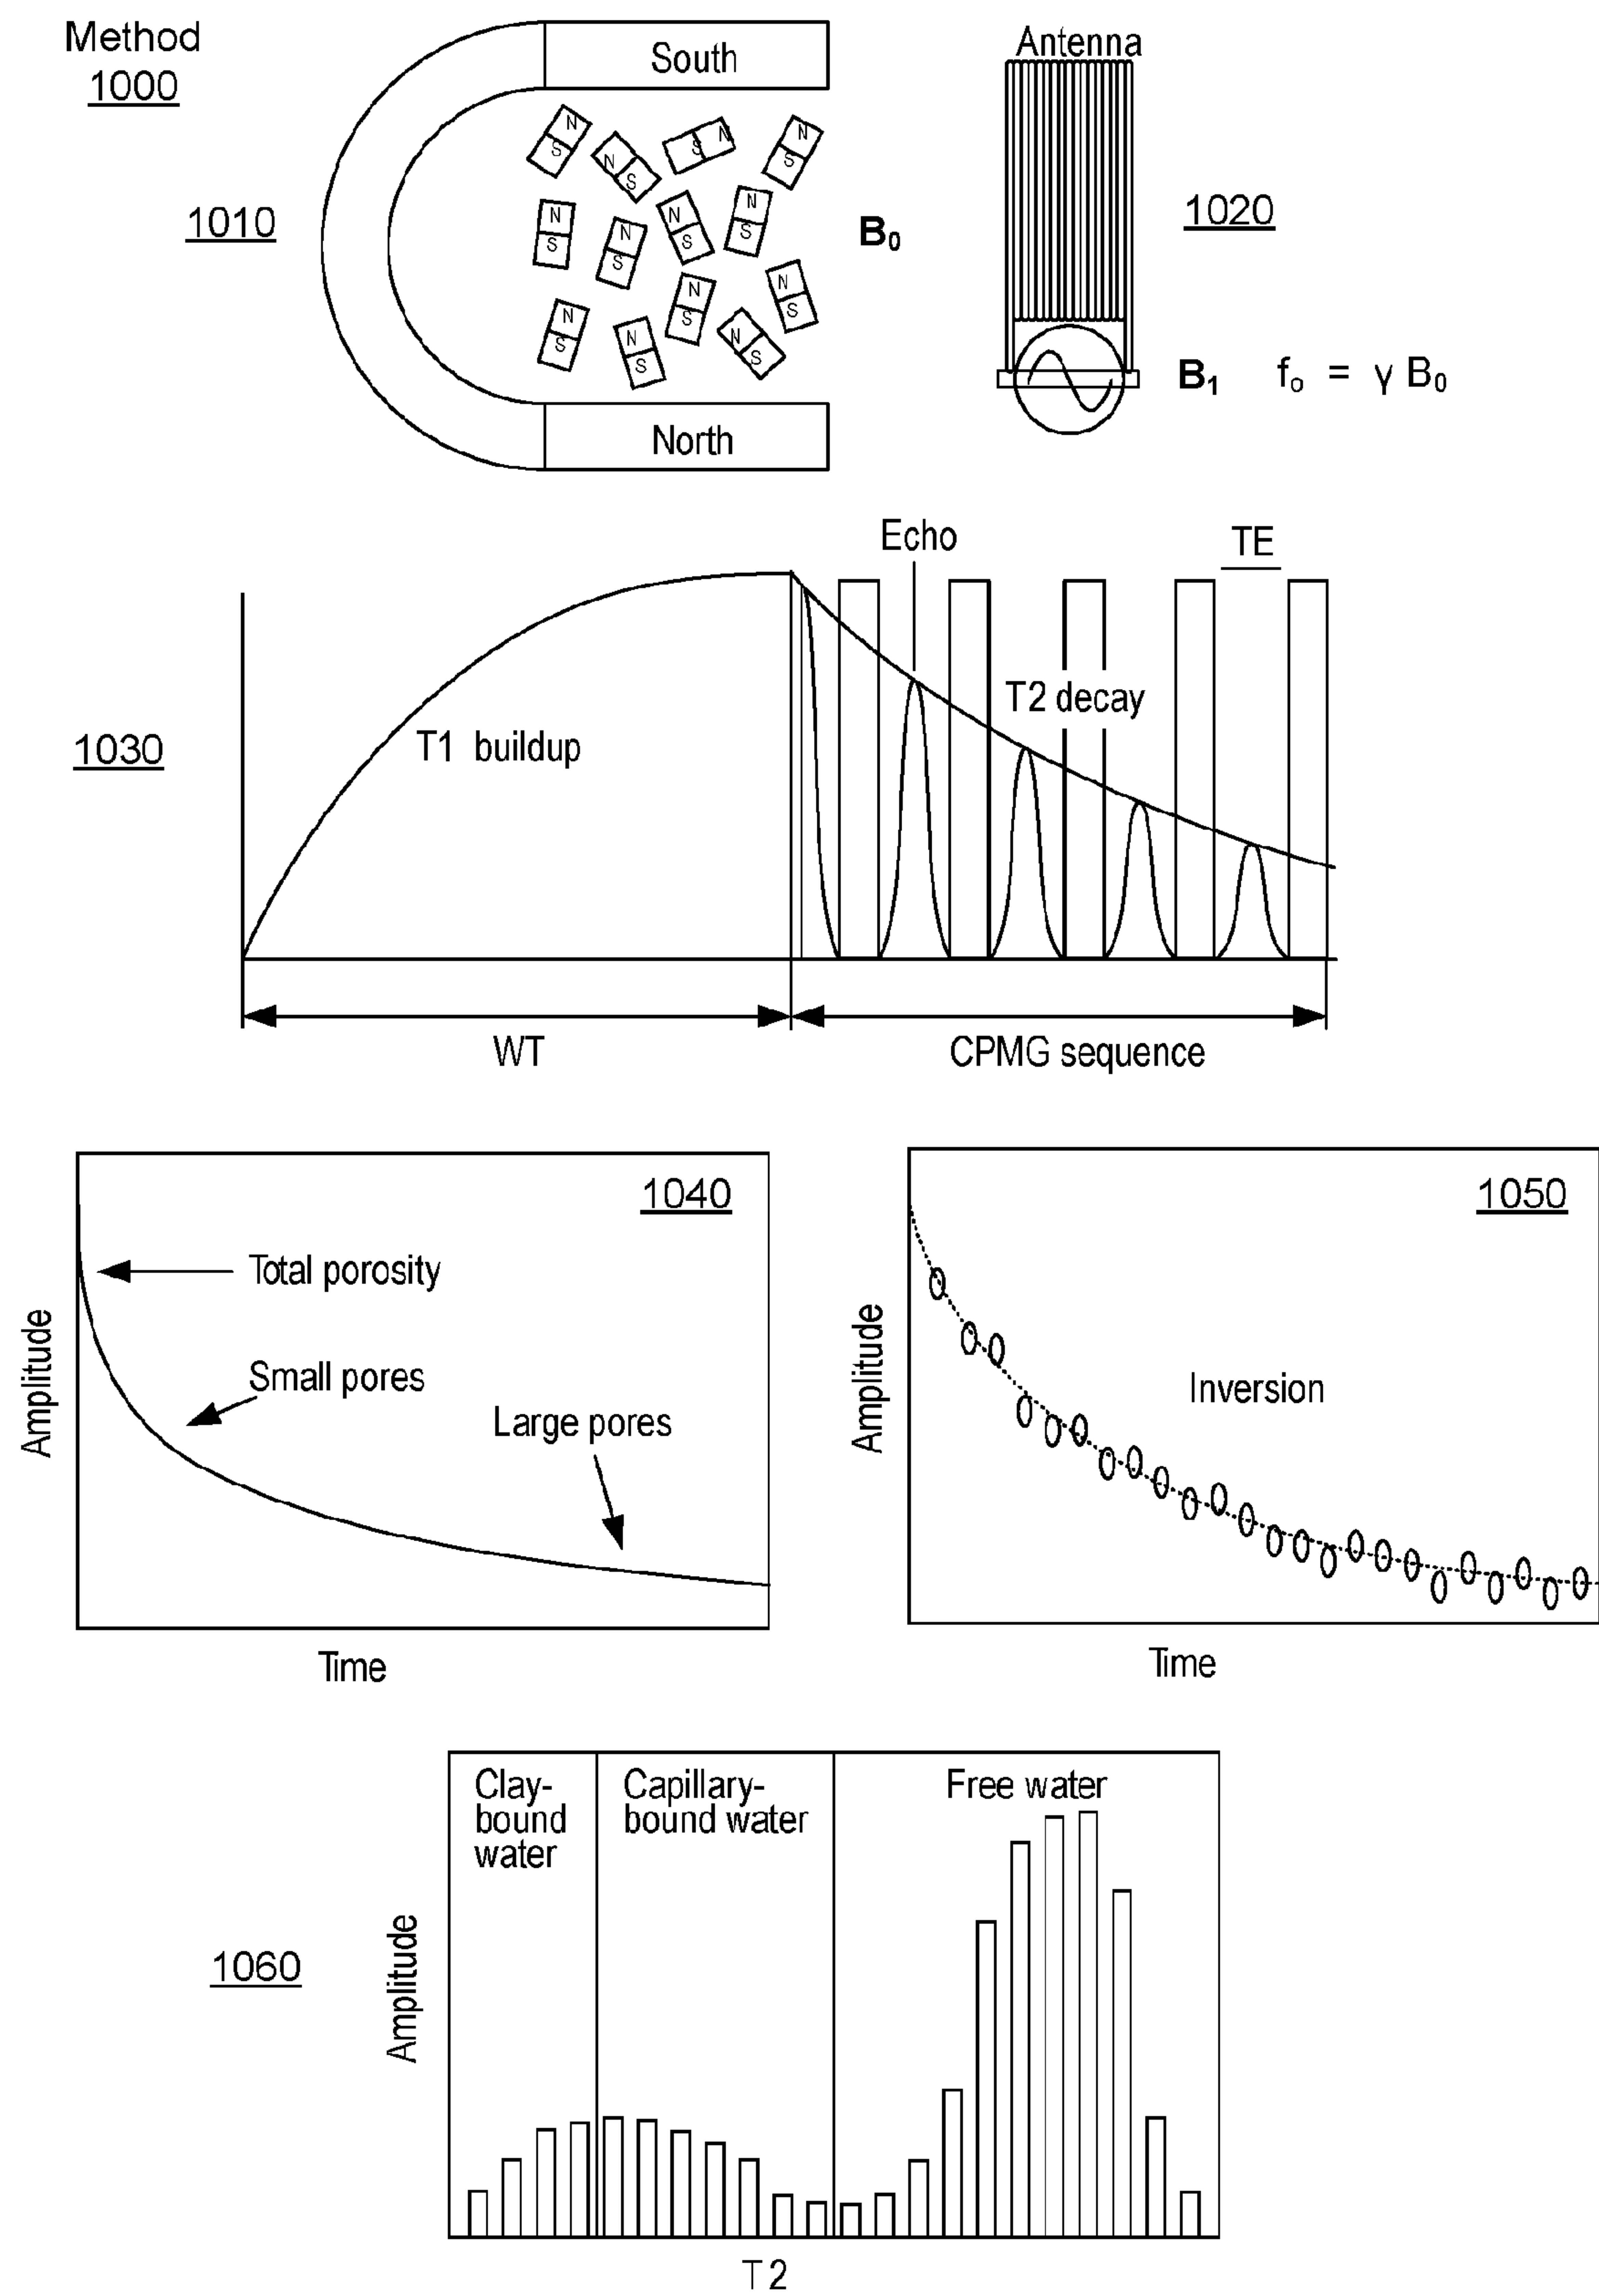 Method
1000
South
Antenna
N
S
N
S
S
N
N
S
1010
N
S
N
S
N
S
N
S
B₀
1020
N
S
N
S
N
S
N
S
N
S
B₁ fₒ = γ B₀
North
Echo
TE
T2 decay
T1 buildup
1030
WT
CPMG sequence
1040
Total porosity
Small pores
Large pores
Amplitude
Time
1050
Inversion
Amplitude
Time
Clay-
bound
water
Capillary-
bound water
Free water
1060
Amplitude
T2